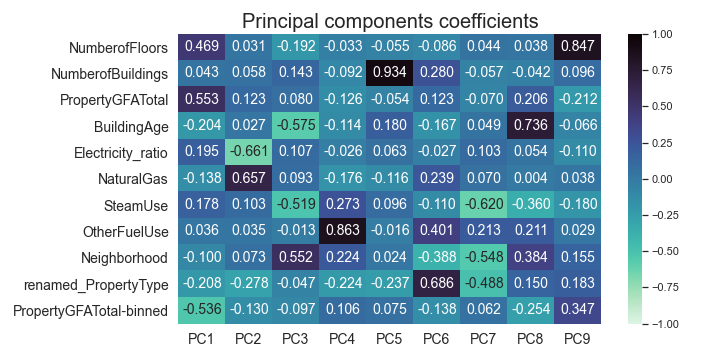 Principal components coefficients
NumberofFloors 0.469 0.031 -0.192 -0.033 -0.055 -0.086 0.044 0.038 0.847
NumberofBuildings 0.043 0.058 0.143 -0.092 0.934 0.280 -0.057 -0.042 0.096
PropertyGFATotal 0.553 0.123 0.080 -0.126 -0.054 0.123 -0.070 0.206 -0.212
BuildingAge -0.204 0.027 -0.575 -0.114 0.180 -0.167 0.049 0.736 -0.066
Electricity_ratio 0.195 -0.661 0.107 -0.026 0.063 -0.027 0.103 0.054 -0.110
NaturalGas -0.138 0.657 0.093 -0.176 -0.116 0.239 0.070 0.004 0.038
SteamUse 0.178 0.103 -0.519 0.273 0.096 -0.110 -0.620 -0.360 -0.180
OtherFuelUse 0.036 0.035 -0.013 0.863 -0.016 0.401 0.213 0.211 0.029
Neighborhood -0.100 0.073 0.552 0.224 0.024 -0.388 -0.548 0.384 0.155
renamed_PropertyType -0.208 -0.278 -0.047 -0.224 -0.237 0.686 -0.488 0.150 0.183
PropertyGFATotal-binned -0.536 -0.130 -0.097 0.106 0.075 -0.138 0.062 -0.254 0.347
PC1 PC2 PC3 PC4 PC5 PC6 PC7 PC8 PC9
1.00
0.75
0.50
0.25
0.00
−0.25
−0.50
−0.75
−1.00